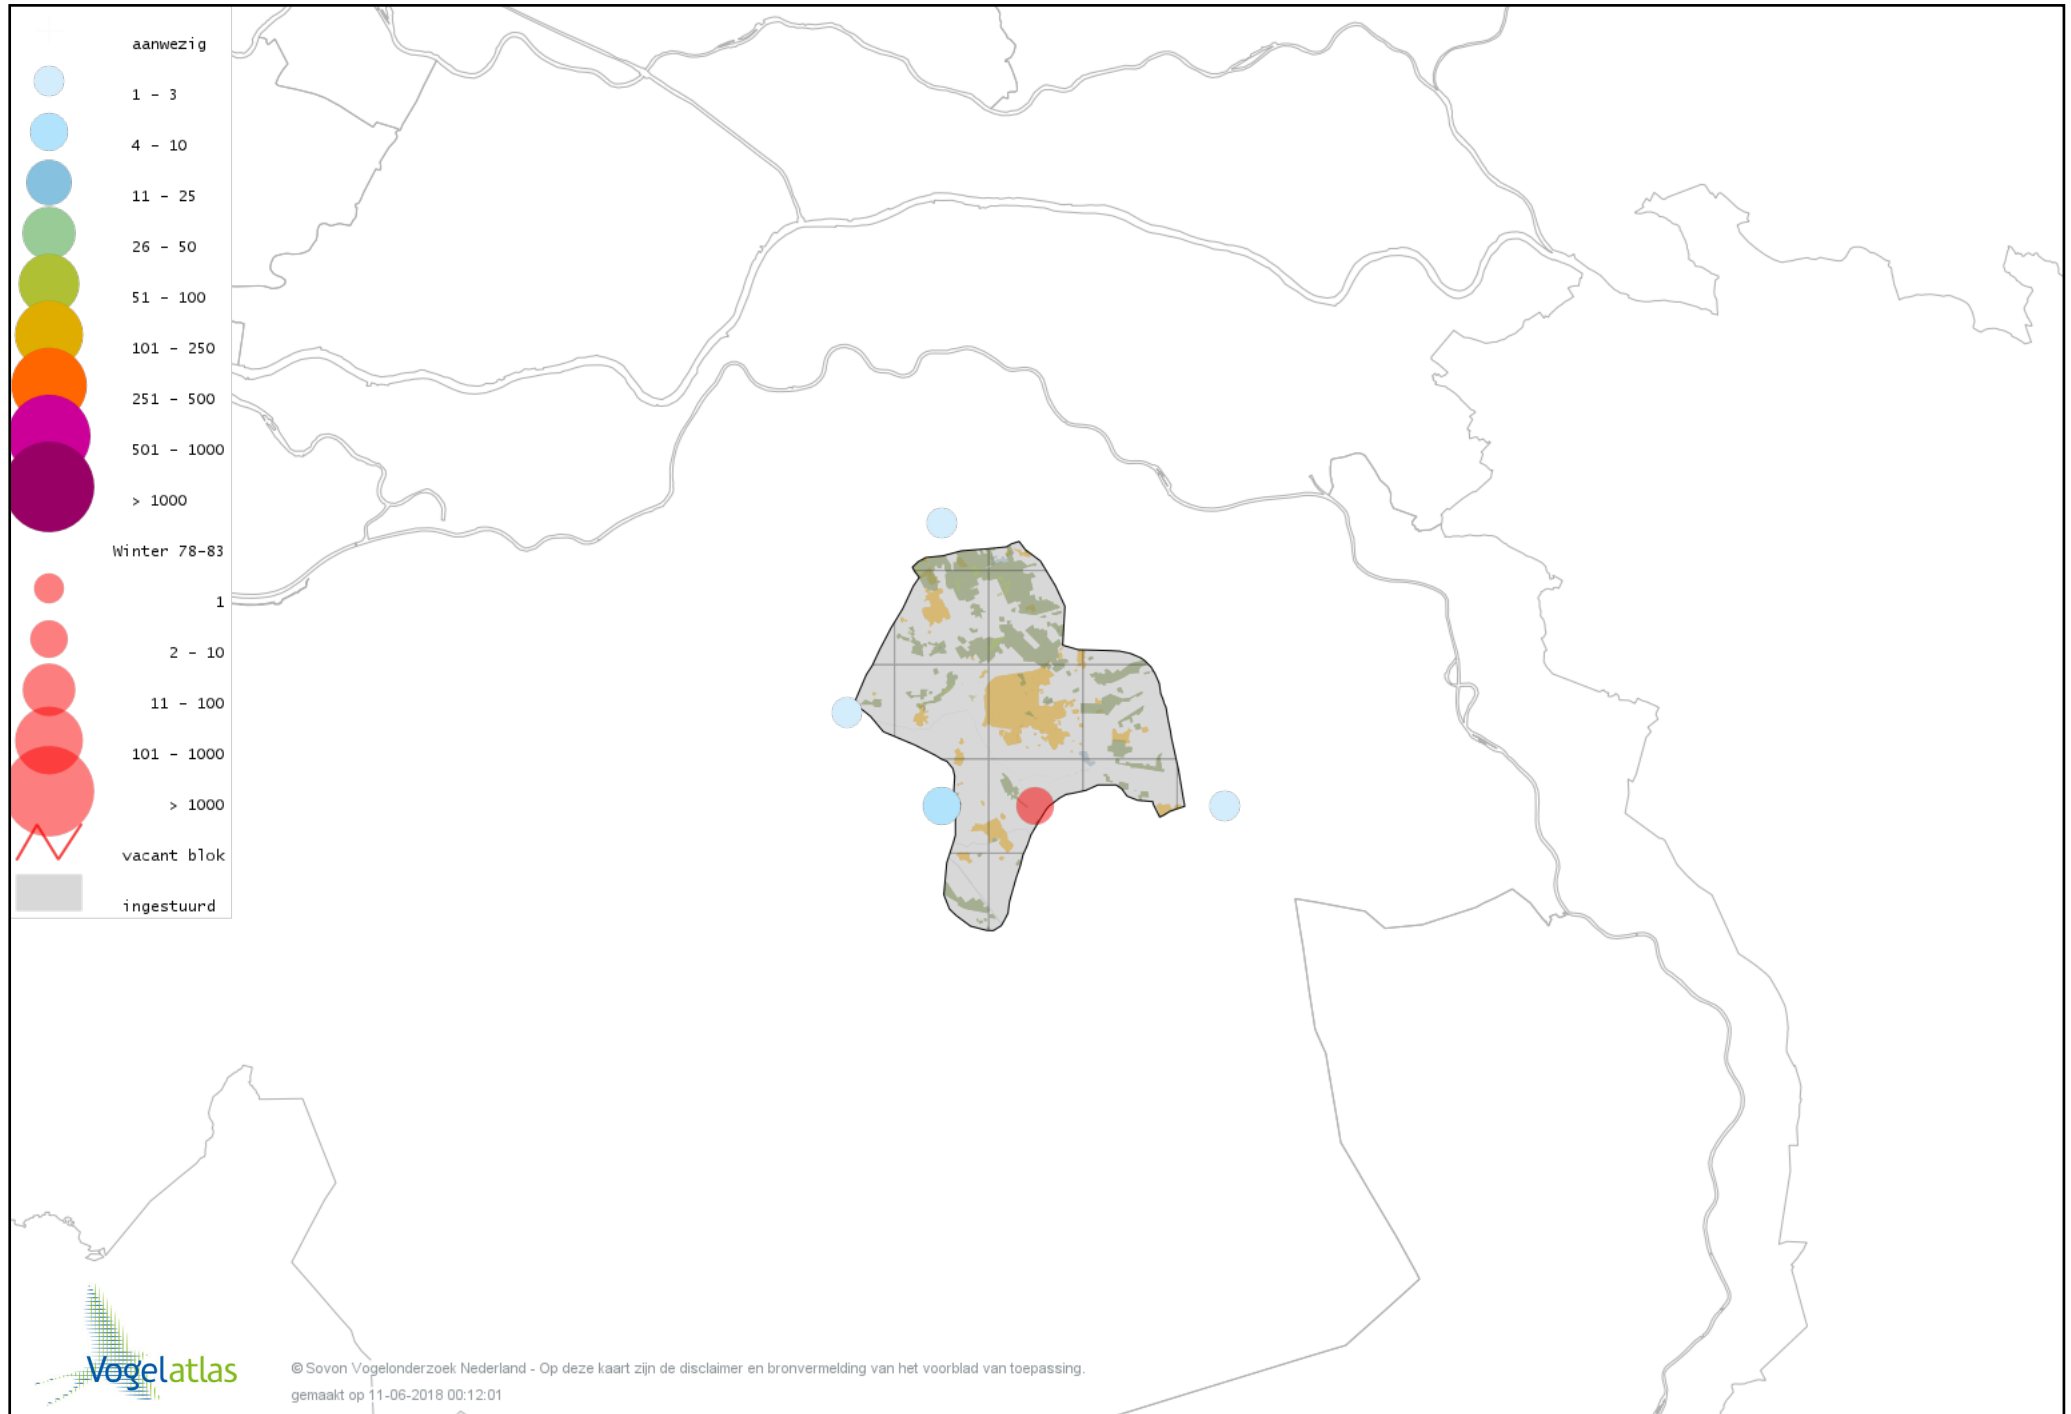 aanwezig
1 - 3
4 - 10
11 - 25
26 - 50
51 - 100
101 - 250
251 - 500
501 - 1000
> 1000
Winter 78-83
1
2 - 10
11 - 100
101 - 1000
> 1000
vacant blok
ingestuurd
Vogelatlas
© Sovon Vogelonderzoek Nederland - Op deze kaart zijn de disclaimer en bronvermelding van het voorblad van toepassing.
gemaakt op 11-06-2018 00:12:01